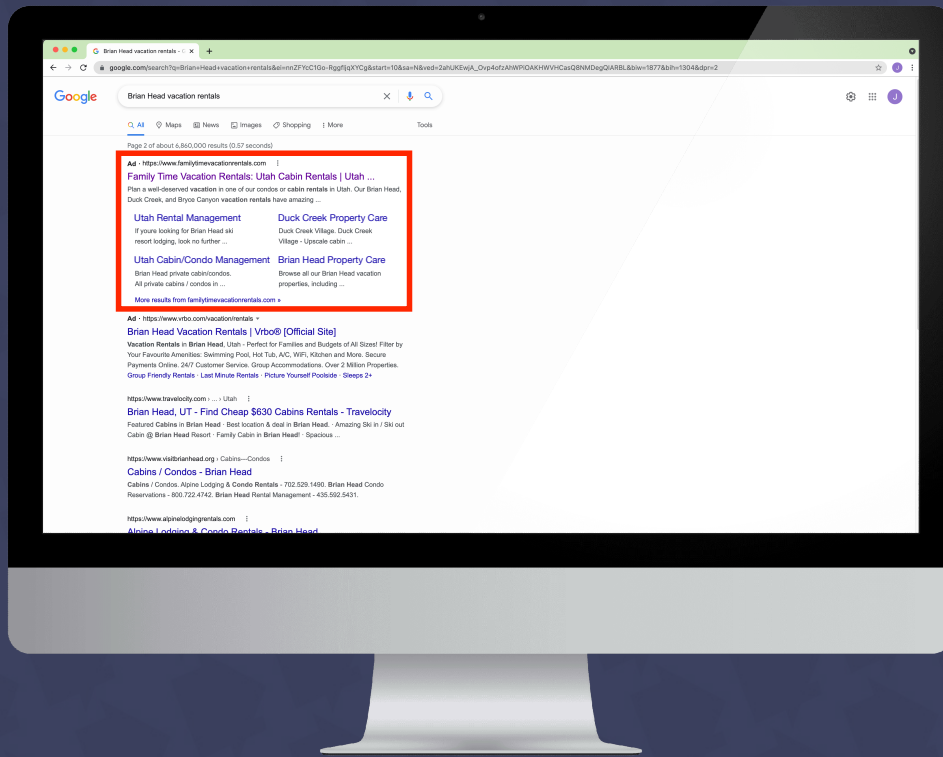 Brian Head vacation rentals - G
google.com/search?q=Brian+Head+vacation+rentals&ei=nnZFYcC1Go-RggfIjqXYCg&start=10&sa=N&ved=2ahUKEwjA_Ovp4ofzAhWPiOAKHWVHCasQ8NMDegQIARBL&biw=1877&bih=1304&dpr=2
J
Google
Brian Head vacation rentals
J
All Maps News Images Shopping More Tools
Page 2 of about 6,860,000 results (0.57 seconds)
Ad · https://www.familytimevacationrentals.com
Family Time Vacation Rentals: Utah Cabin Rentals | Utah ...
Plan a well-deserved vacation in one of our condos or cabin rentals in Utah. Our Brian Head,
Duck Creek, and Bryce Canyon vacation rentals have amazing ...
Utah Rental Management
If youre looking for Brian Head ski
resort lodging, look no further ...
Duck Creek Property Care
Duck Creek Village. Duck Creek
Village - Upscale cabin ...
Utah Cabin/Condo Management
Brian Head private cabin/condos.
All private cabins / condos in ...
Brian Head Property Care
Browse all our Brian Head vacation
properties, including ...
More results from familytimevacationrentals.com »
Ad · https://www.vrbo.com/vacation/rentals
Brian Head Vacation Rentals | Vrbo® [Official Site]
Vacation Rentals in Brian Head, Utah - Perfect for Families and Budgets of All Sizes! Filter by
Your Favourite Amenities: Swimming Pool, Hot Tub, A/C, WiFi, Kitchen and More. Secure
Payments Online. 24/7 Customer Service. Group Accommodations. Over 2 Million Properties.
Group Friendly Rentals · Last Minute Rentals · Picture Yourself Poolside · Sleeps 2+
https://www.travelocity.com › ... › Utah
Brian Head, UT - Find Cheap $630 Cabins Rentals - Travelocity
Featured Cabins in Brian Head · Best location & deal in Brian Head. · Amazing Ski in / Ski out
Cabin @ Brian Head Resort · Family Cabin in Brian Head! · Spacious ...
https://www.visitbrianhead.org › Cabins—Condos
Cabins / Condos - Brian Head
Cabins / Condos. Alpine Lodging & Condo Rentals - 702.529.1490. Brian Head Condo
Reservations - 800.722.4742. Brian Head Rental Management - 435.592.5431.
https://www.alpinelodgingrentals.com
Alpine Lodging & Condo Rentals - Brian Head